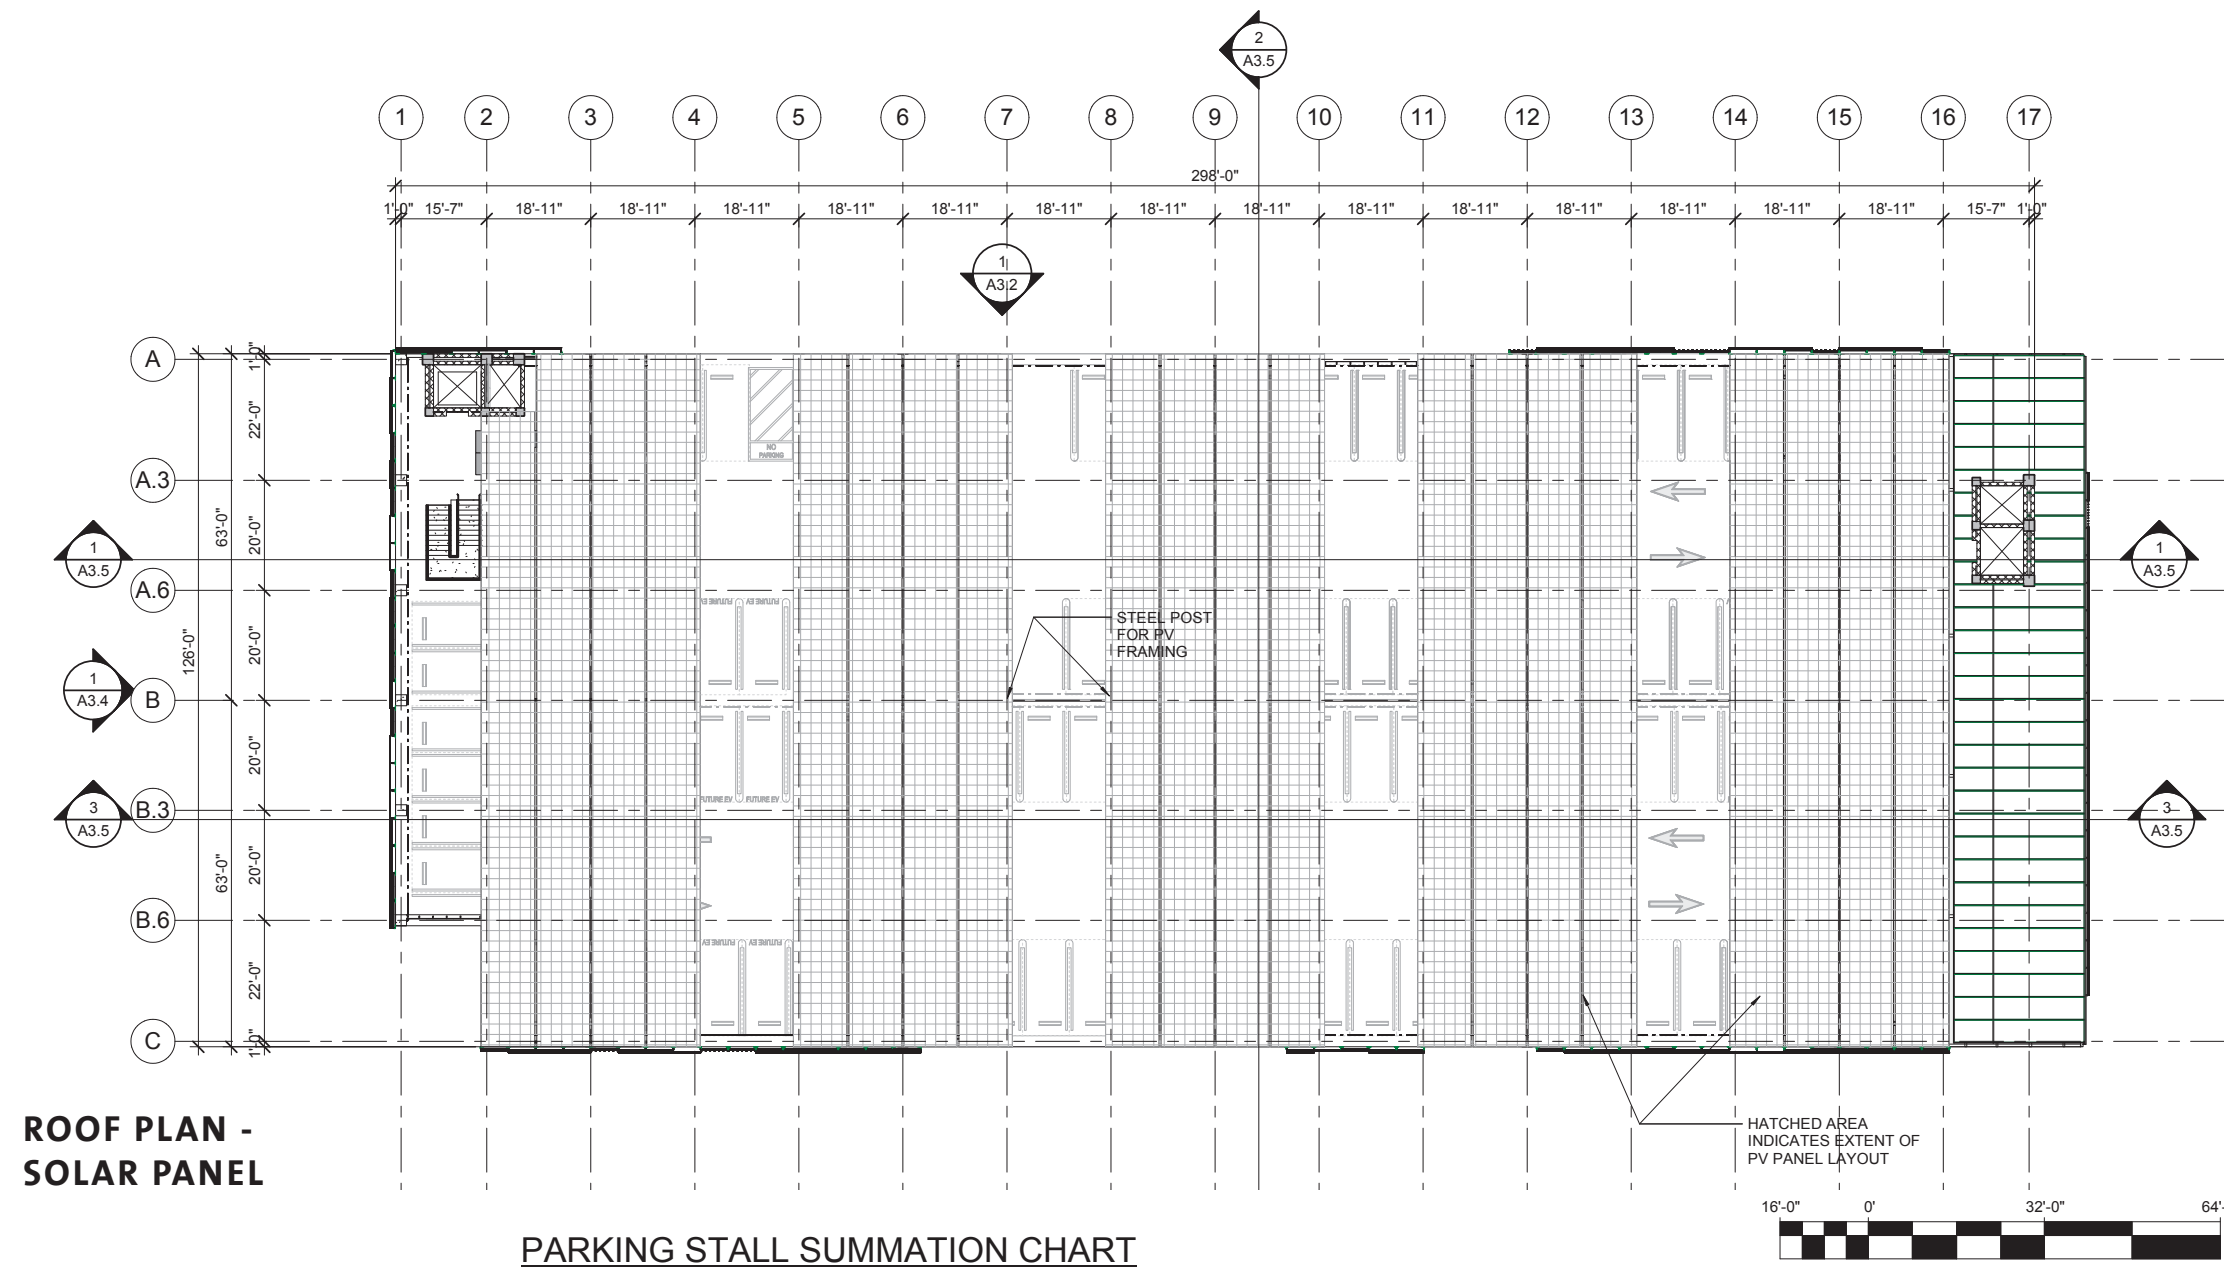 2
A3.5
1 2 3 4 5 6 7 8 9 10 11 12 13 14 15 16 17
298'-0"
1'-0" 15'-7" 18'-11" 18'-11" 18'-11" 18'-11" 18'-11" 18'-11" 18'-11" 18'-11" 18'-11" 18'-11" 18'-11" 18'-11" 18'-11" 18'-11" 15'-7" 1'-0"
1
A3.2
A
1'-0"
22'-0"
NO
PARKING
A.3
63'-0"
20'-0"
1
A3.5
1
A3.5
A.6
126'-0"
20'-0"
FUTURE EV FUTURE EV
STEEL POST
FOR PV
FRAMING
1
A3.4
B
20'-0"
FUTURE EV FUTURE EV
3
A3.5
B.3
3
A3.5
63'-0"
20'-0"
B.6
22'-0"
FUTURE EV FUTURE EV
C
1'-0"
ROOF PLAN -
SOLAR PANEL
HATCHED AREA
INDICATES EXTENT OF
PV PANEL LAYOUT
16'-0" 0' 32'-0" 64'-
PARKING STALL SUMMATION CHART